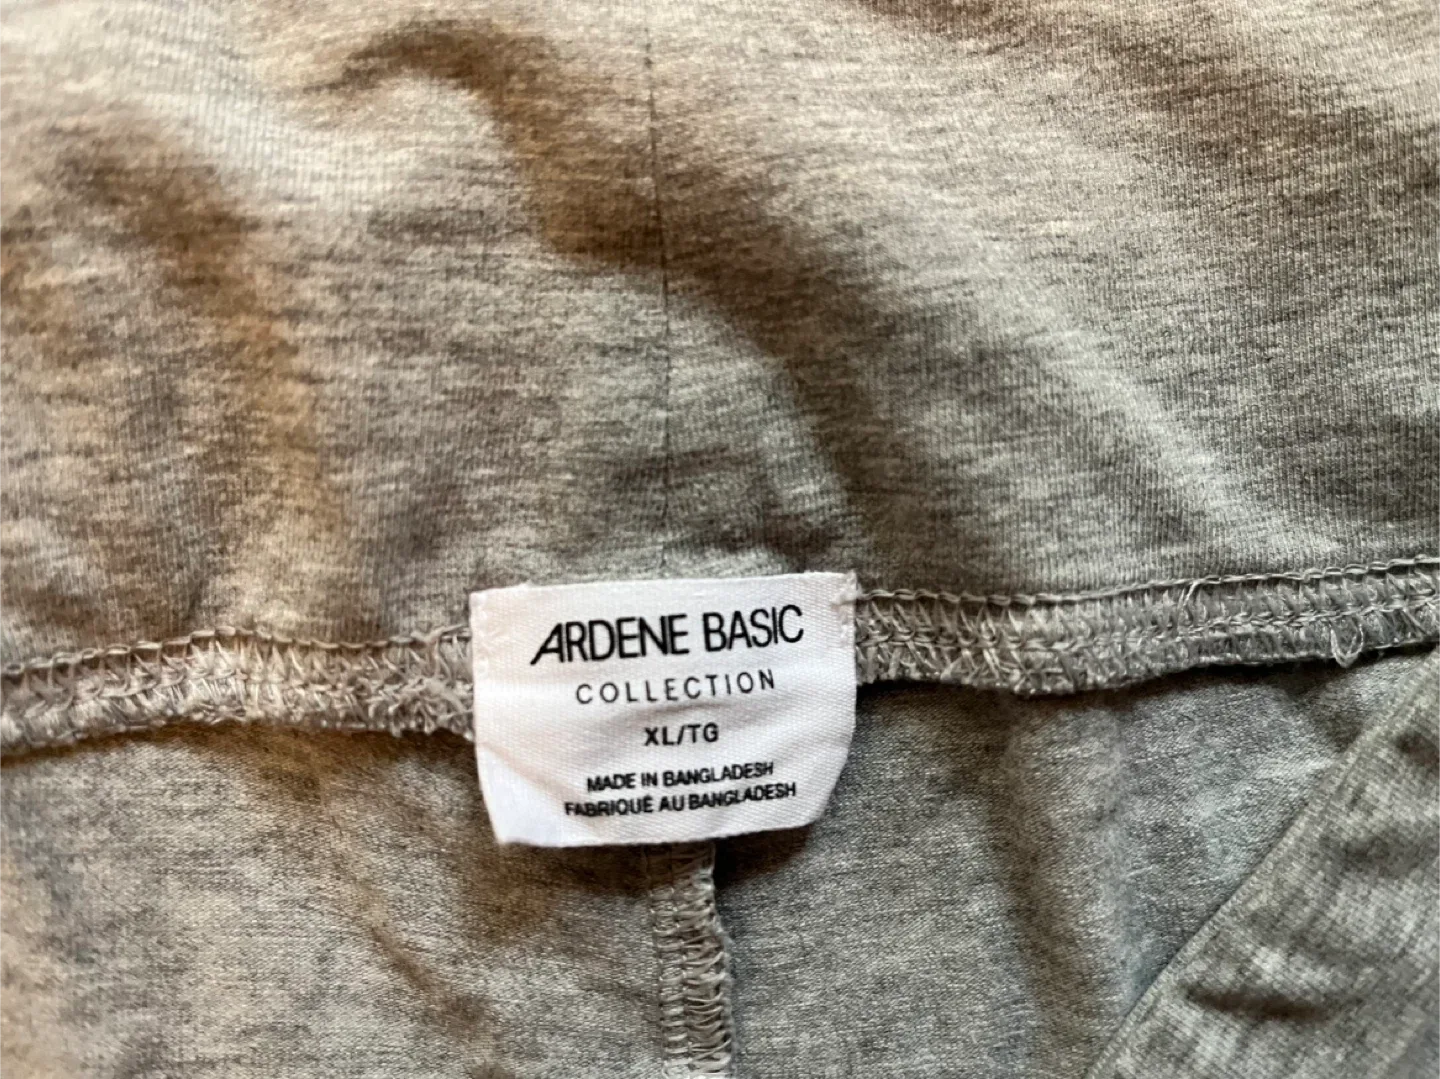 ARDENE BASIC
COLLECTION
XL/TG
MADE IN BANGLADESH
FABRIQUÉ AU BANGLADESH